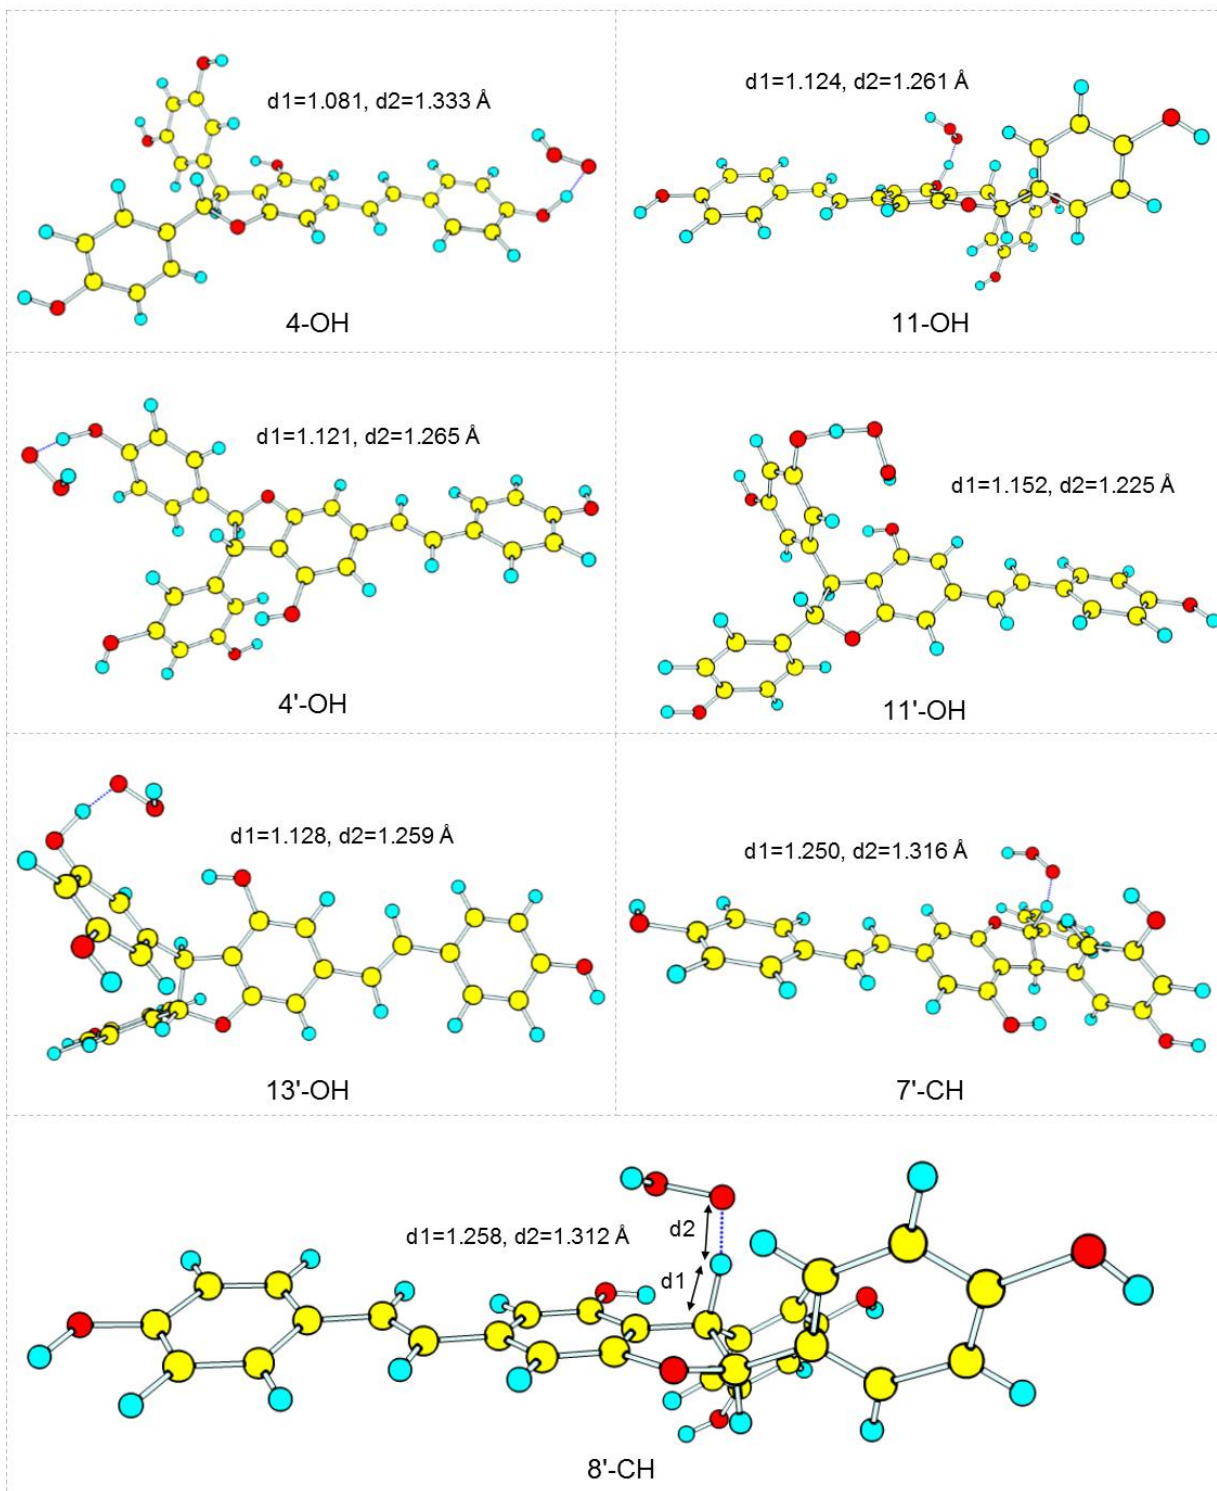 d1=1.081, d2=1.333 Å
4-OH
d1=1.124, d2=1.261 Å
11-OH
d1=1.121, d2=1.265 Å
4'-OH
d1=1.152, d2=1.225 Å
11'-OH
d1=1.128, d2=1.259 Å
13'-OH
d1=1.250, d2=1.316 Å
7'-CH
d1=1.258, d2=1.312 Å
d2
d1
8'-CH